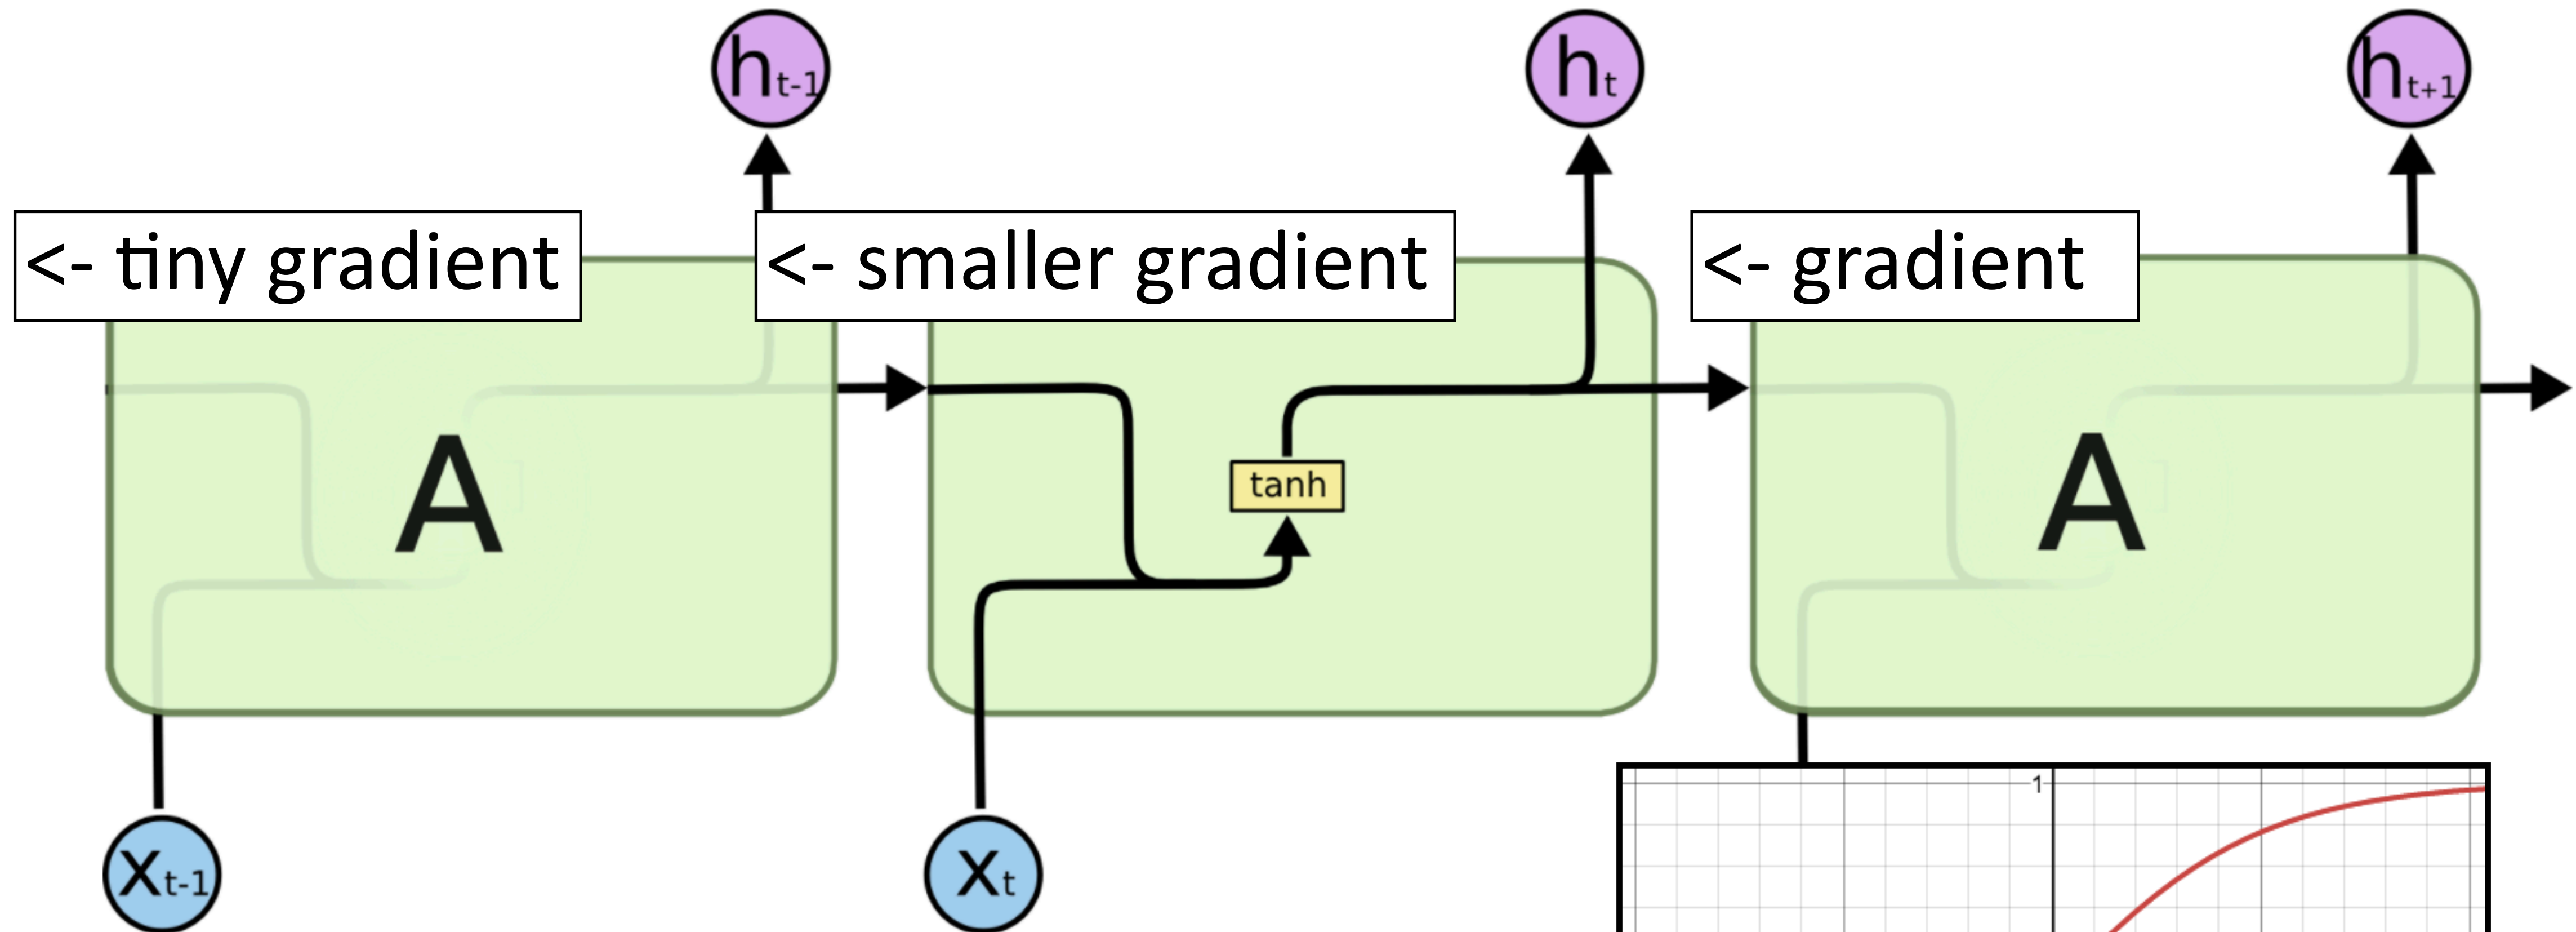 h t-1
h t
h t+1
<- tiny gradient
<- smaller gradient
<- gradient
A
tanh
A
1
x t-1
x t